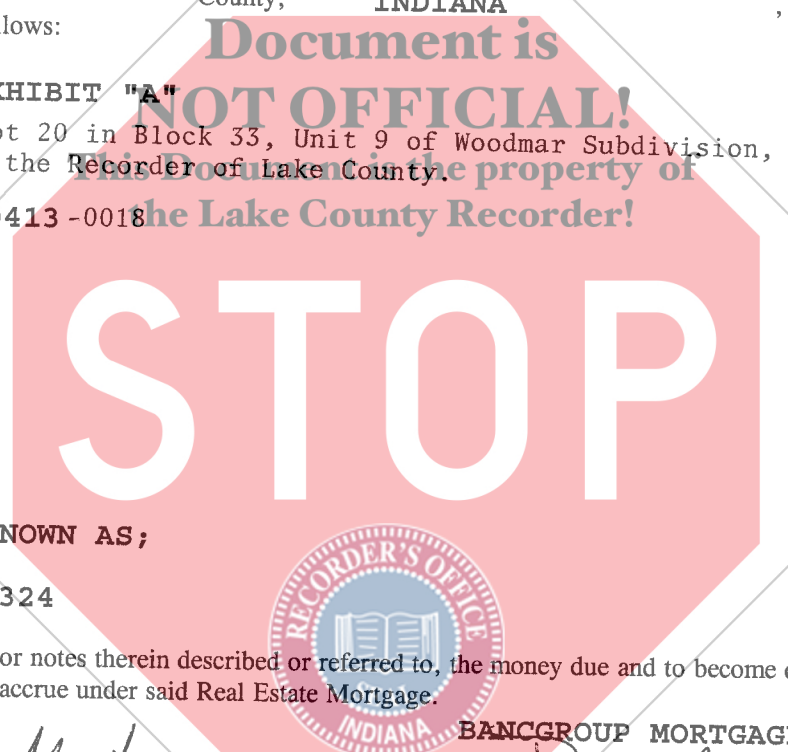 County, INDIANA ,
llows:
Document is
XHIBIT "A"
NOT OFFICIAL!
ot 20 in Block 33, Unit 9 of Woodmar Subdivision,
the Recorder of Lake County.
This Document is the property of
413-0018
the Lake County Recorder!
STOP
NOWN AS;
324
RECORDER'S OFFICE
or notes therein described or referred to, the money due and to become
accrue under said Real Estate Mortgage.
INDIANA
BANCGROUP MORTGAGE